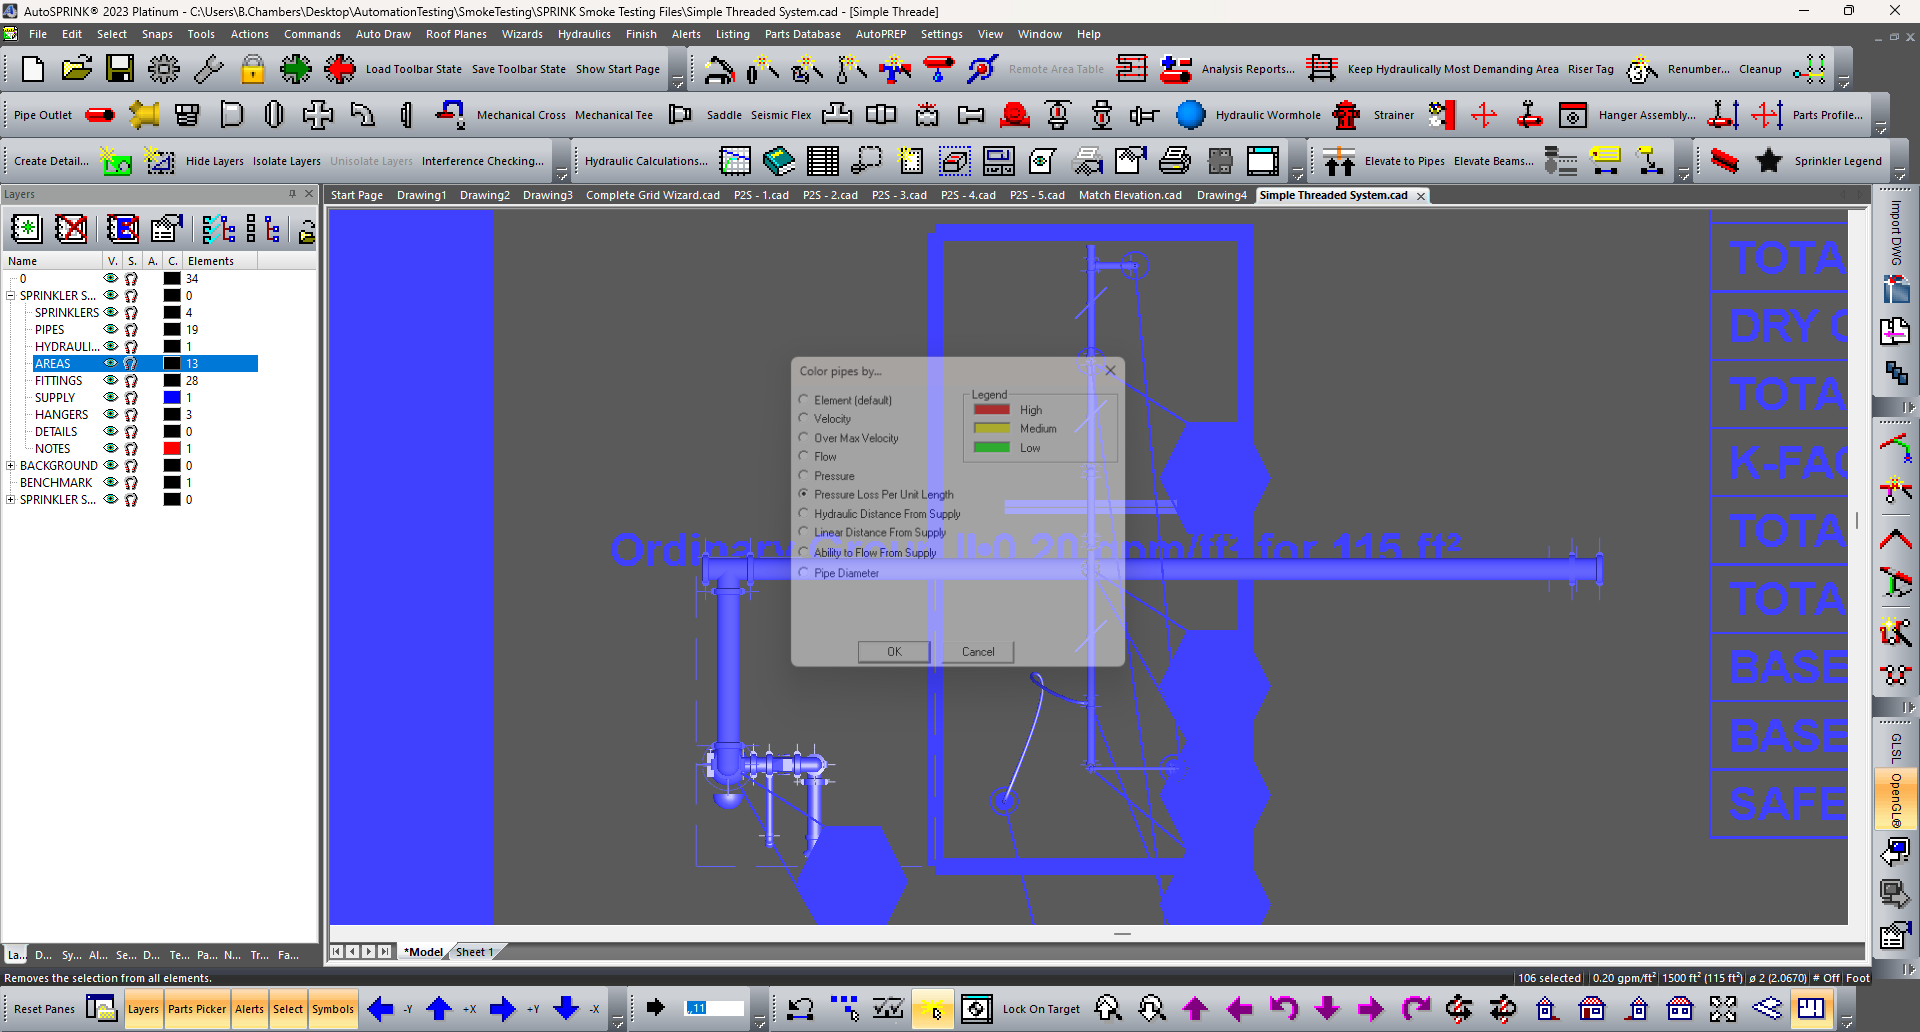 AutoSPRINK® 2023 Platinum - C:\Users\B.Chambers\Desktop\AutomationTesting\SmokeTesting\SPRINK Smoke Testing Files\Simple Threaded System.cad - [Simple Threade]
File Edit Select Snaps Tools Actions Commands Auto Draw Roof Planes Wizards Hydraulics Finish Alerts Listing Parts Database AutoPREP Settings View Window Help
Load Toolbar State Save Toolbar State Show Start Page Remote Area Table Analysis Reports... Keep Hydraulically Most Demanding Area Riser Tag Renumber... Cleanup
Pipe Outlet Mechanical Cross Mechanical Tee Saddle Seismic Flex Hydraulic Wormhole Strainer Hanger Assembly... Parts Profile...
Create Detail... Hide Layers Isolate Layers Unisolate Layers Interference Checking... Hydraulic Calculations... Elevate to Pipes Elevate Beams... Sprinkler Legend
Layers
Start Page Drawing1 Drawing2 Drawing3 Complete Grid Wizard.cad P2S - 1.cad P2S - 2.cad P2S - 3.cad P2S - 4.cad P2S - 5.cad Match Elevation.cad Drawing4 Simple Threaded System.cad
Name V. S. A. C. Elements
0 34
SPRINKLER S... 0
SPRINKLERS 4
PIPES 19
HYDRAULI... 1
AREAS 13
FITTINGS 28
SUPPLY 1
HANGERS 3
DETAILS 0
NOTES 1
BACKGROUND 0
BENCHMARK 1
SPRINKLER S... 0
Color pipes by...
Element (default)
Velocity
Over Max Velocity
Flow
Pressure
Pressure Loss Per Unit Length
Hydraulic Distance From Supply
Linear Distance From Supply
Ability to Flow From Supply
Pipe Diameter
Legend
High
Medium
Low
OK Cancel
Ordinary Group II 0.20 gpm/ft² for 115 ft²
TOTA
DRY
TOTA
K-FAC
TOTA
TOTA
BASE
BASE
SAFE
Import DWG
GLSL
OpenGL®
La... D... Sy... Al... Se... D... Te... Pa... N... Tr... Fa...
*Model Sheet 1
Removes the selection from all elements.
106 selected 0.20 gpm/ft² 1500 ft² (115 ft²) ø 2 (2.0670) # Off Foot
Reset Panes Layers Parts Picker Alerts Select Symbols -Y +X +Y -X ,,11 Lock On Target